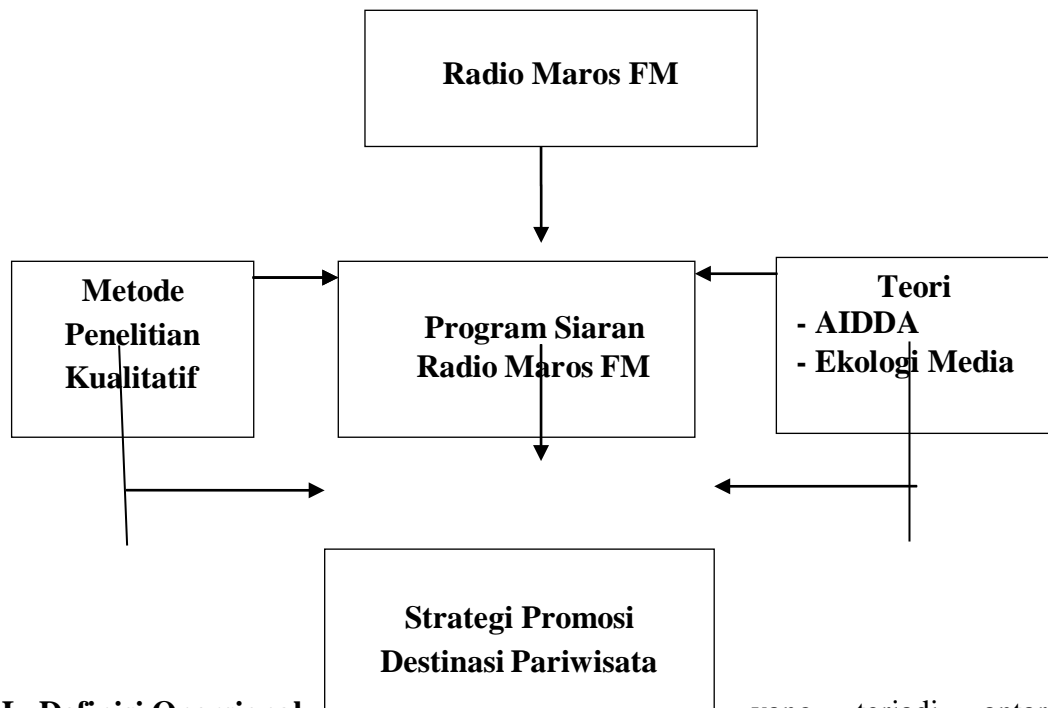 Radio Maros FM
Metode
Penelitian
Kualitatif
Program Siaran
Radio Maros FM
Teori
- AIDDA
- Ekologi Media
Strategi Promosi
Destinasi Pariwisata